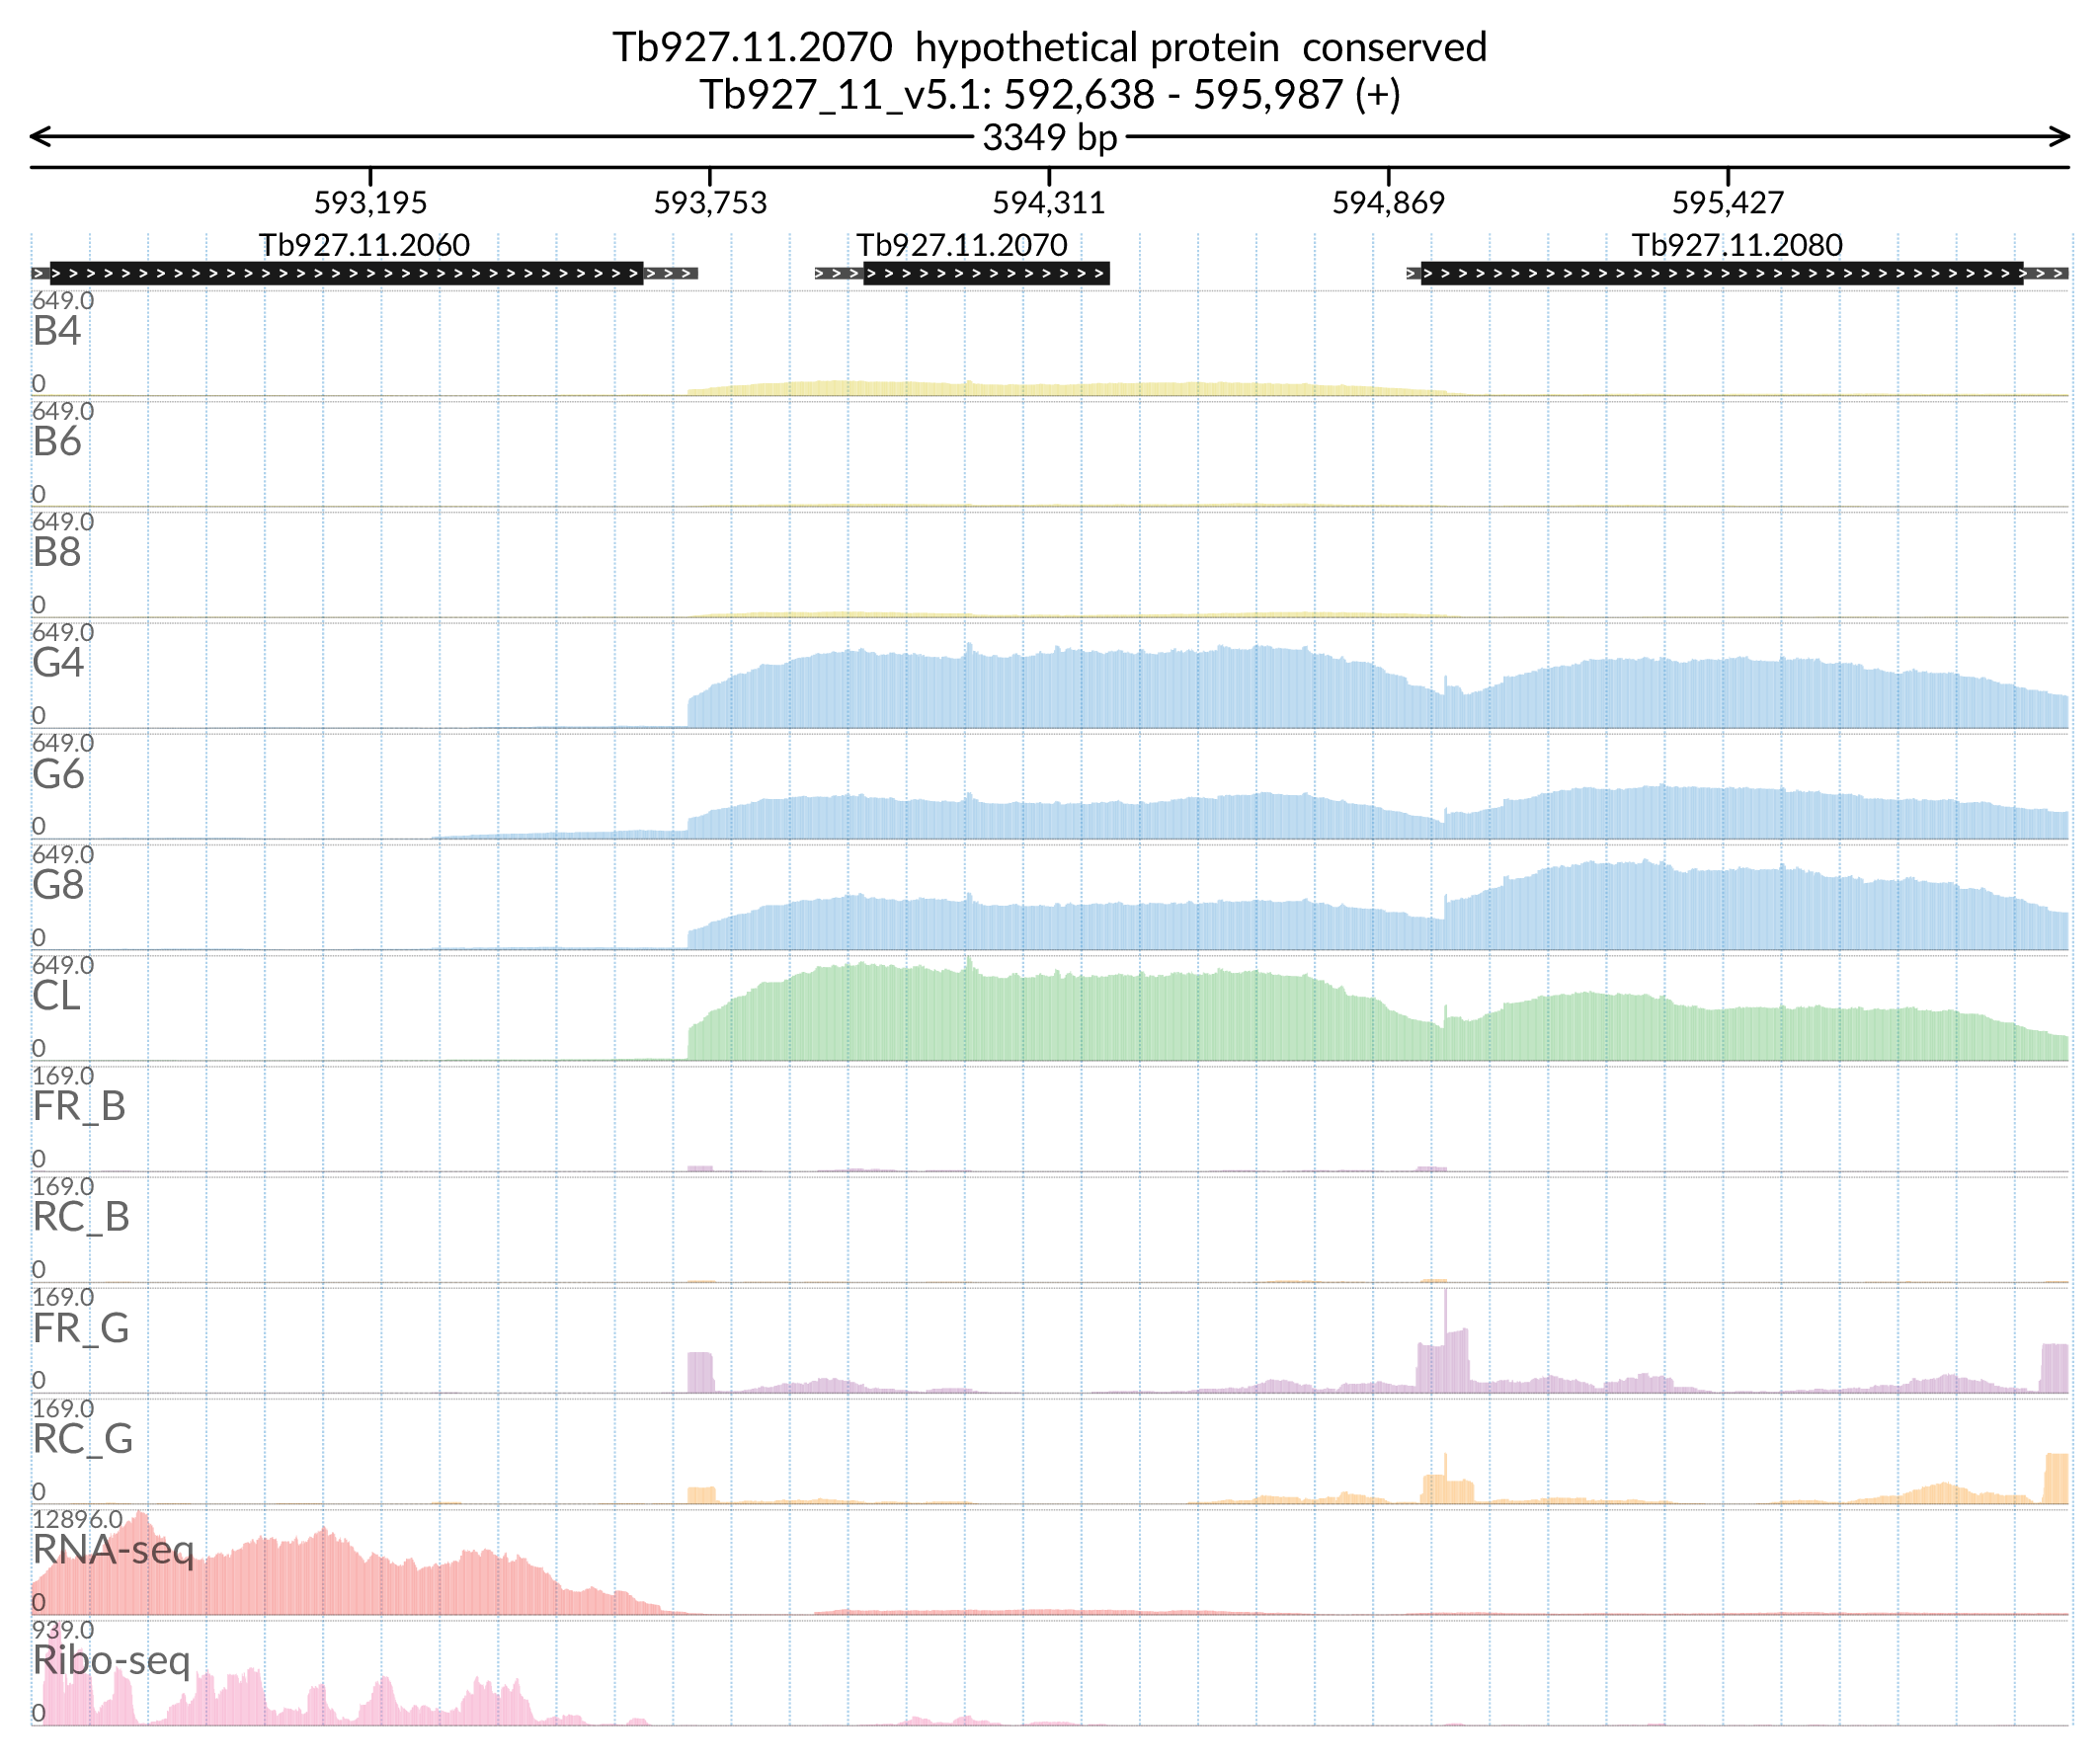 Tb927.11.2070  hypothetical protein  conserved
Tb927_11_v5.1: 592,638 - 595,987 (+)
3349 bp
593,195 593,753 594,311 594,869 595,427
Tb927.11.2060 Tb927.11.2070 Tb927.11.2080
649.0
B4
0
649.0
B6
0
649.0
B8
0
649.0
G4
0
649.0
G6
0
649.0
G8
0
649.0
CL
0
169.0
FR_B
0
169.0
RC_B
0
169.0
FR_G
0
169.0
RC_G
0
12896.0
RNA-seq
0
939.0
Ribo-seq
0